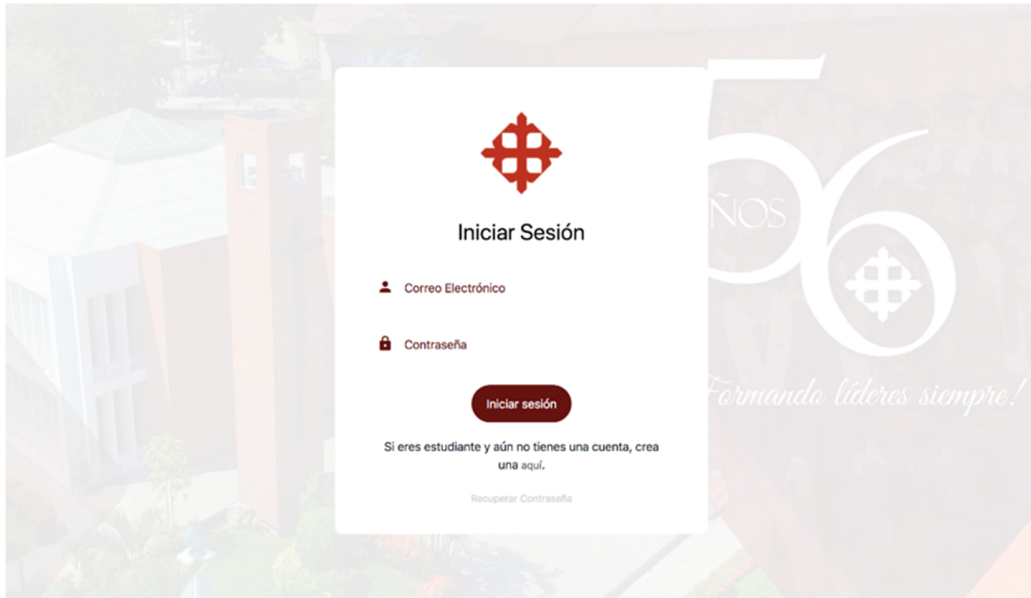 Iniciar Sesión
Correo Electrónico
Contraseña
Iniciar sesión
Si eres estudiante y aún no tienes una cuenta, crea
una aquí.
Recuperar Contraseña
56
ÑOS
Formando líderes siempre!